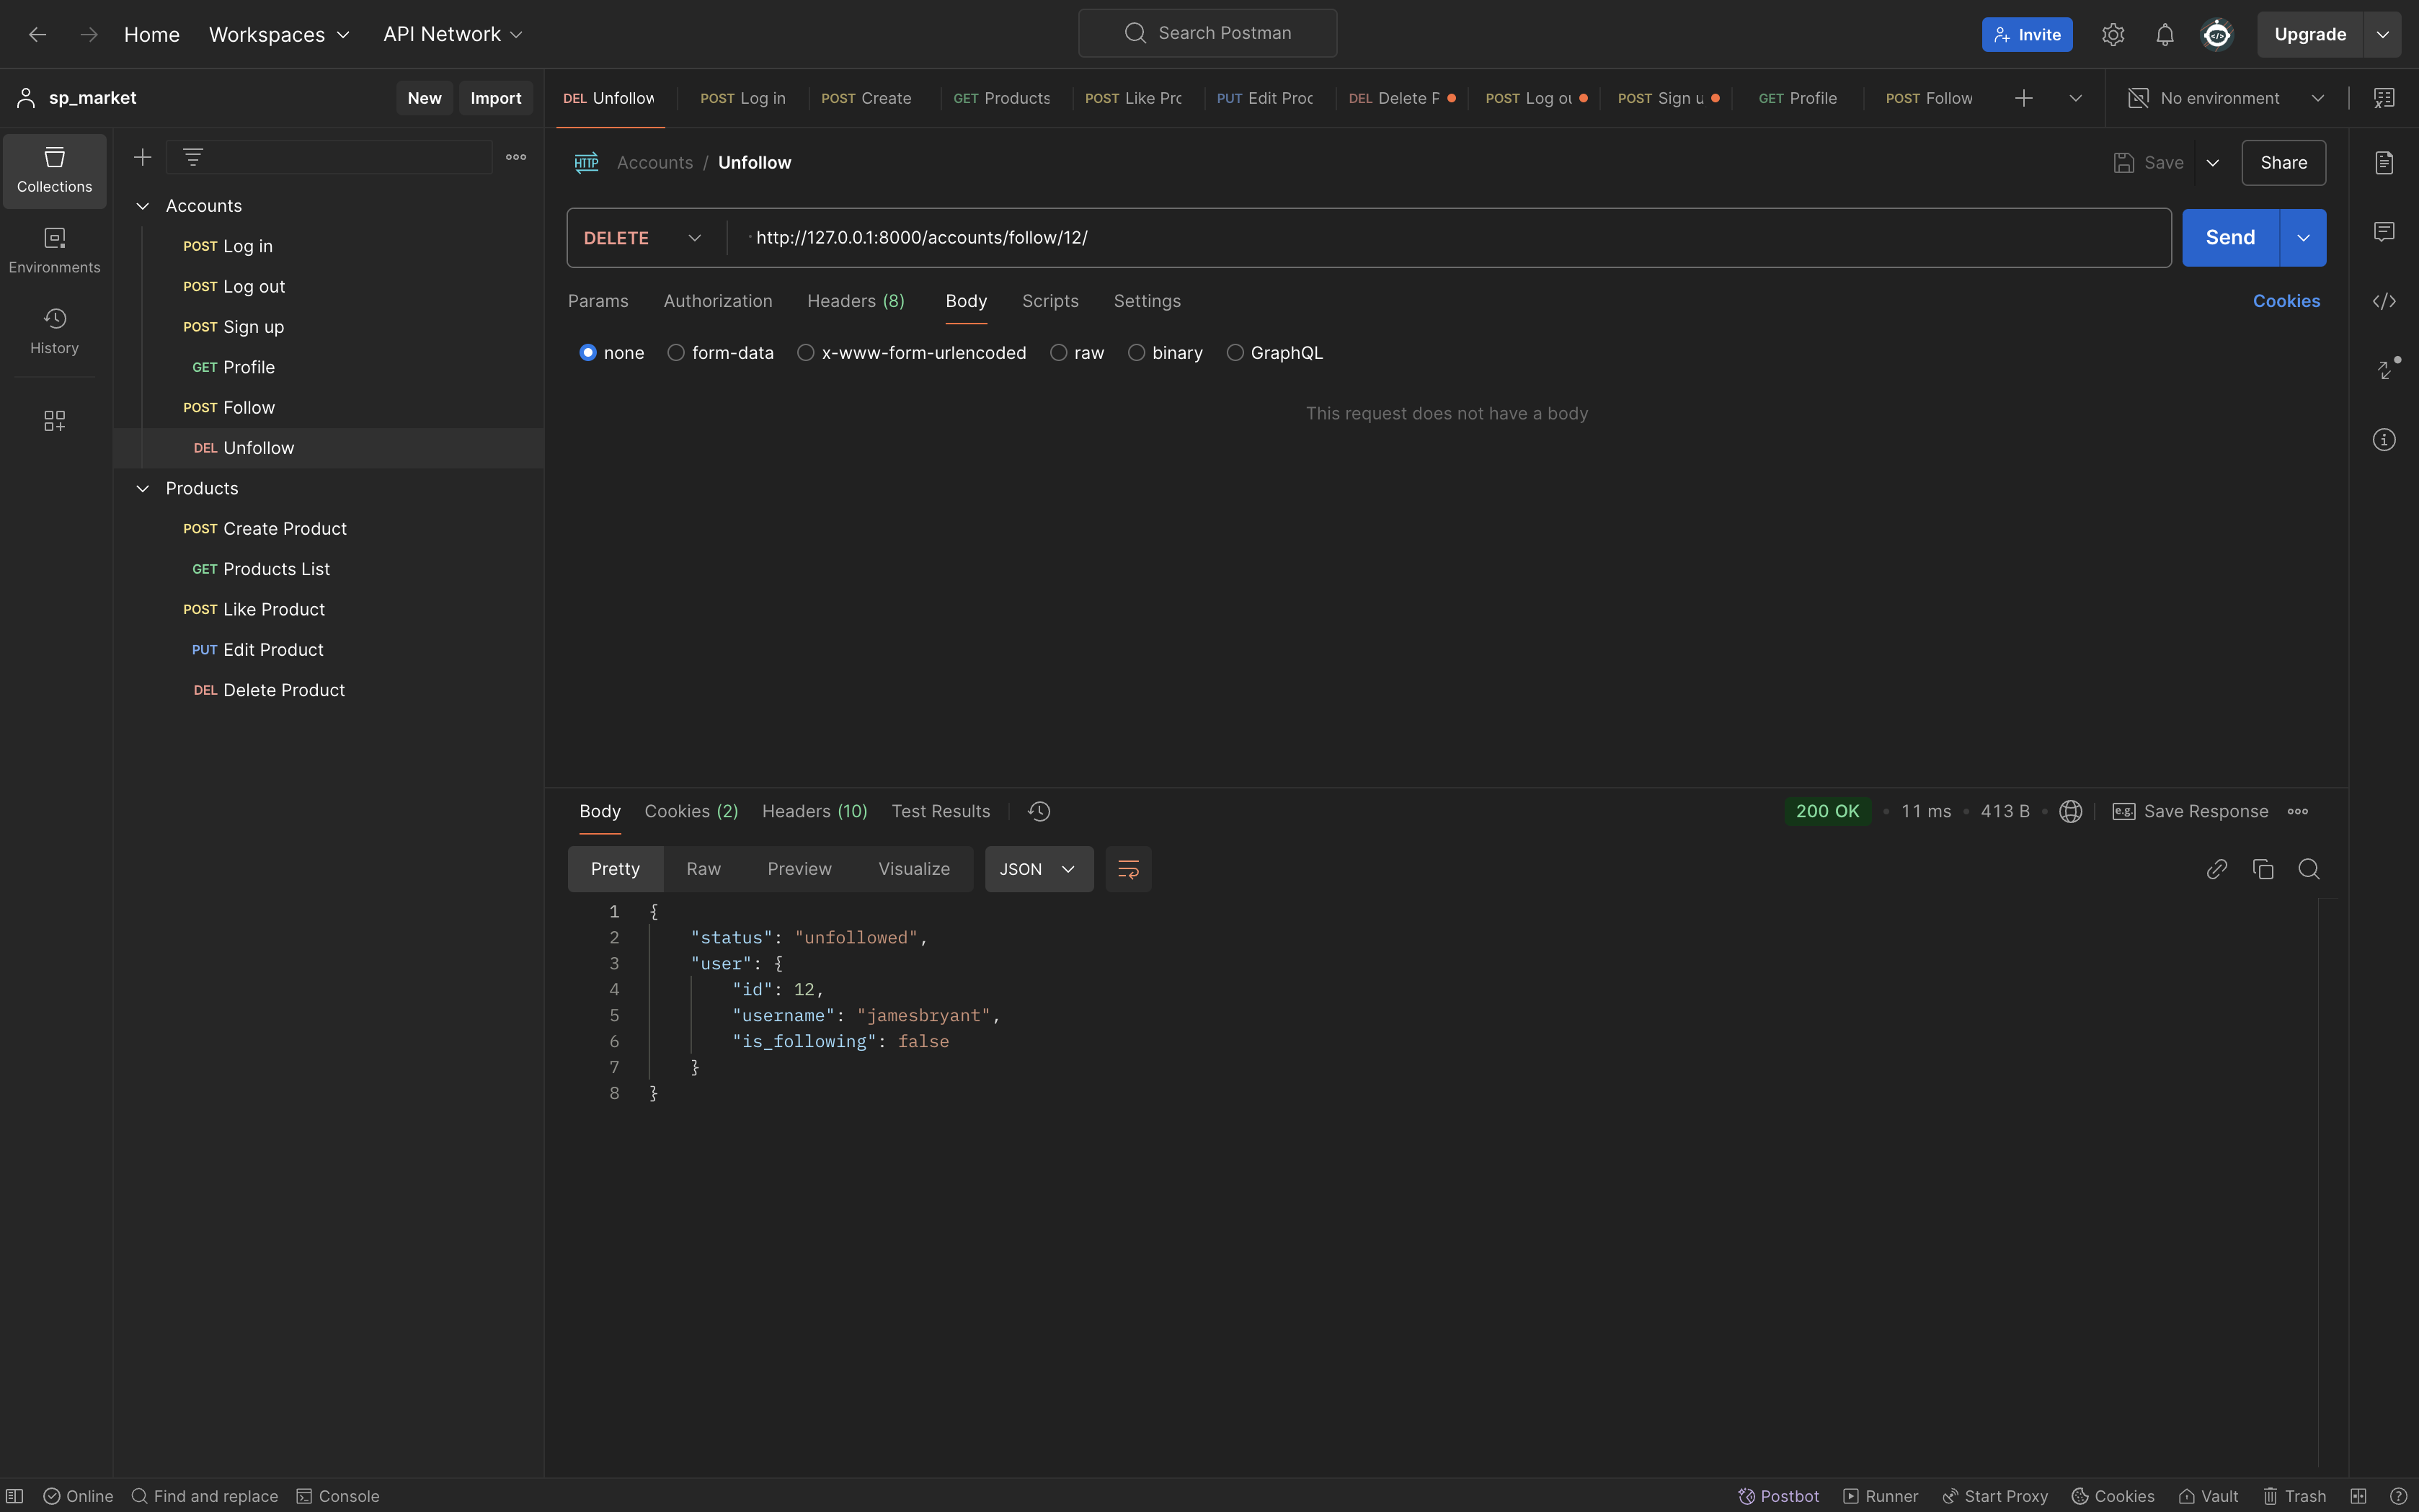 Home Workspaces API Network Search Postman Invite Upgrade
sp_market New Import
DEL Unfollow POST Log in POST Create GET Products POST Like Pro PUT Edit Proc DEL Delete P POST Log ou POST Sign u GET Profile POST Follow No environment
Collections
Environments
History
Accounts
POST Log in
POST Log out
POST Sign up
GET Profile
POST Follow
DEL Unfollow
Products
POST Create Product
GET Products List
POST Like Product
PUT Edit Product
DEL Delete Product
HTTP Accounts / Unfollow Save Share
DELETE http://127.0.0.1:8000/accounts/follow/12/ Send
Params Authorization Headers (8) Body Scripts Settings Cookies
none form-data x-www-form-urlencoded raw binary GraphQL
This request does not have a body
Body Cookies (2) Headers (10) Test Results 200 OK • 11 ms • 413 B • e.g. Save Response
Pretty Raw Preview Visualize JSON
1 {
2 "status": "unfollowed",
3 "user": {
4 "id": 12,
5 "username": "jamesbryant",
6 "is_following": false
7 }
8 }
Online Find and replace Console Postbot Runner Start Proxy Cookies Vault Trash